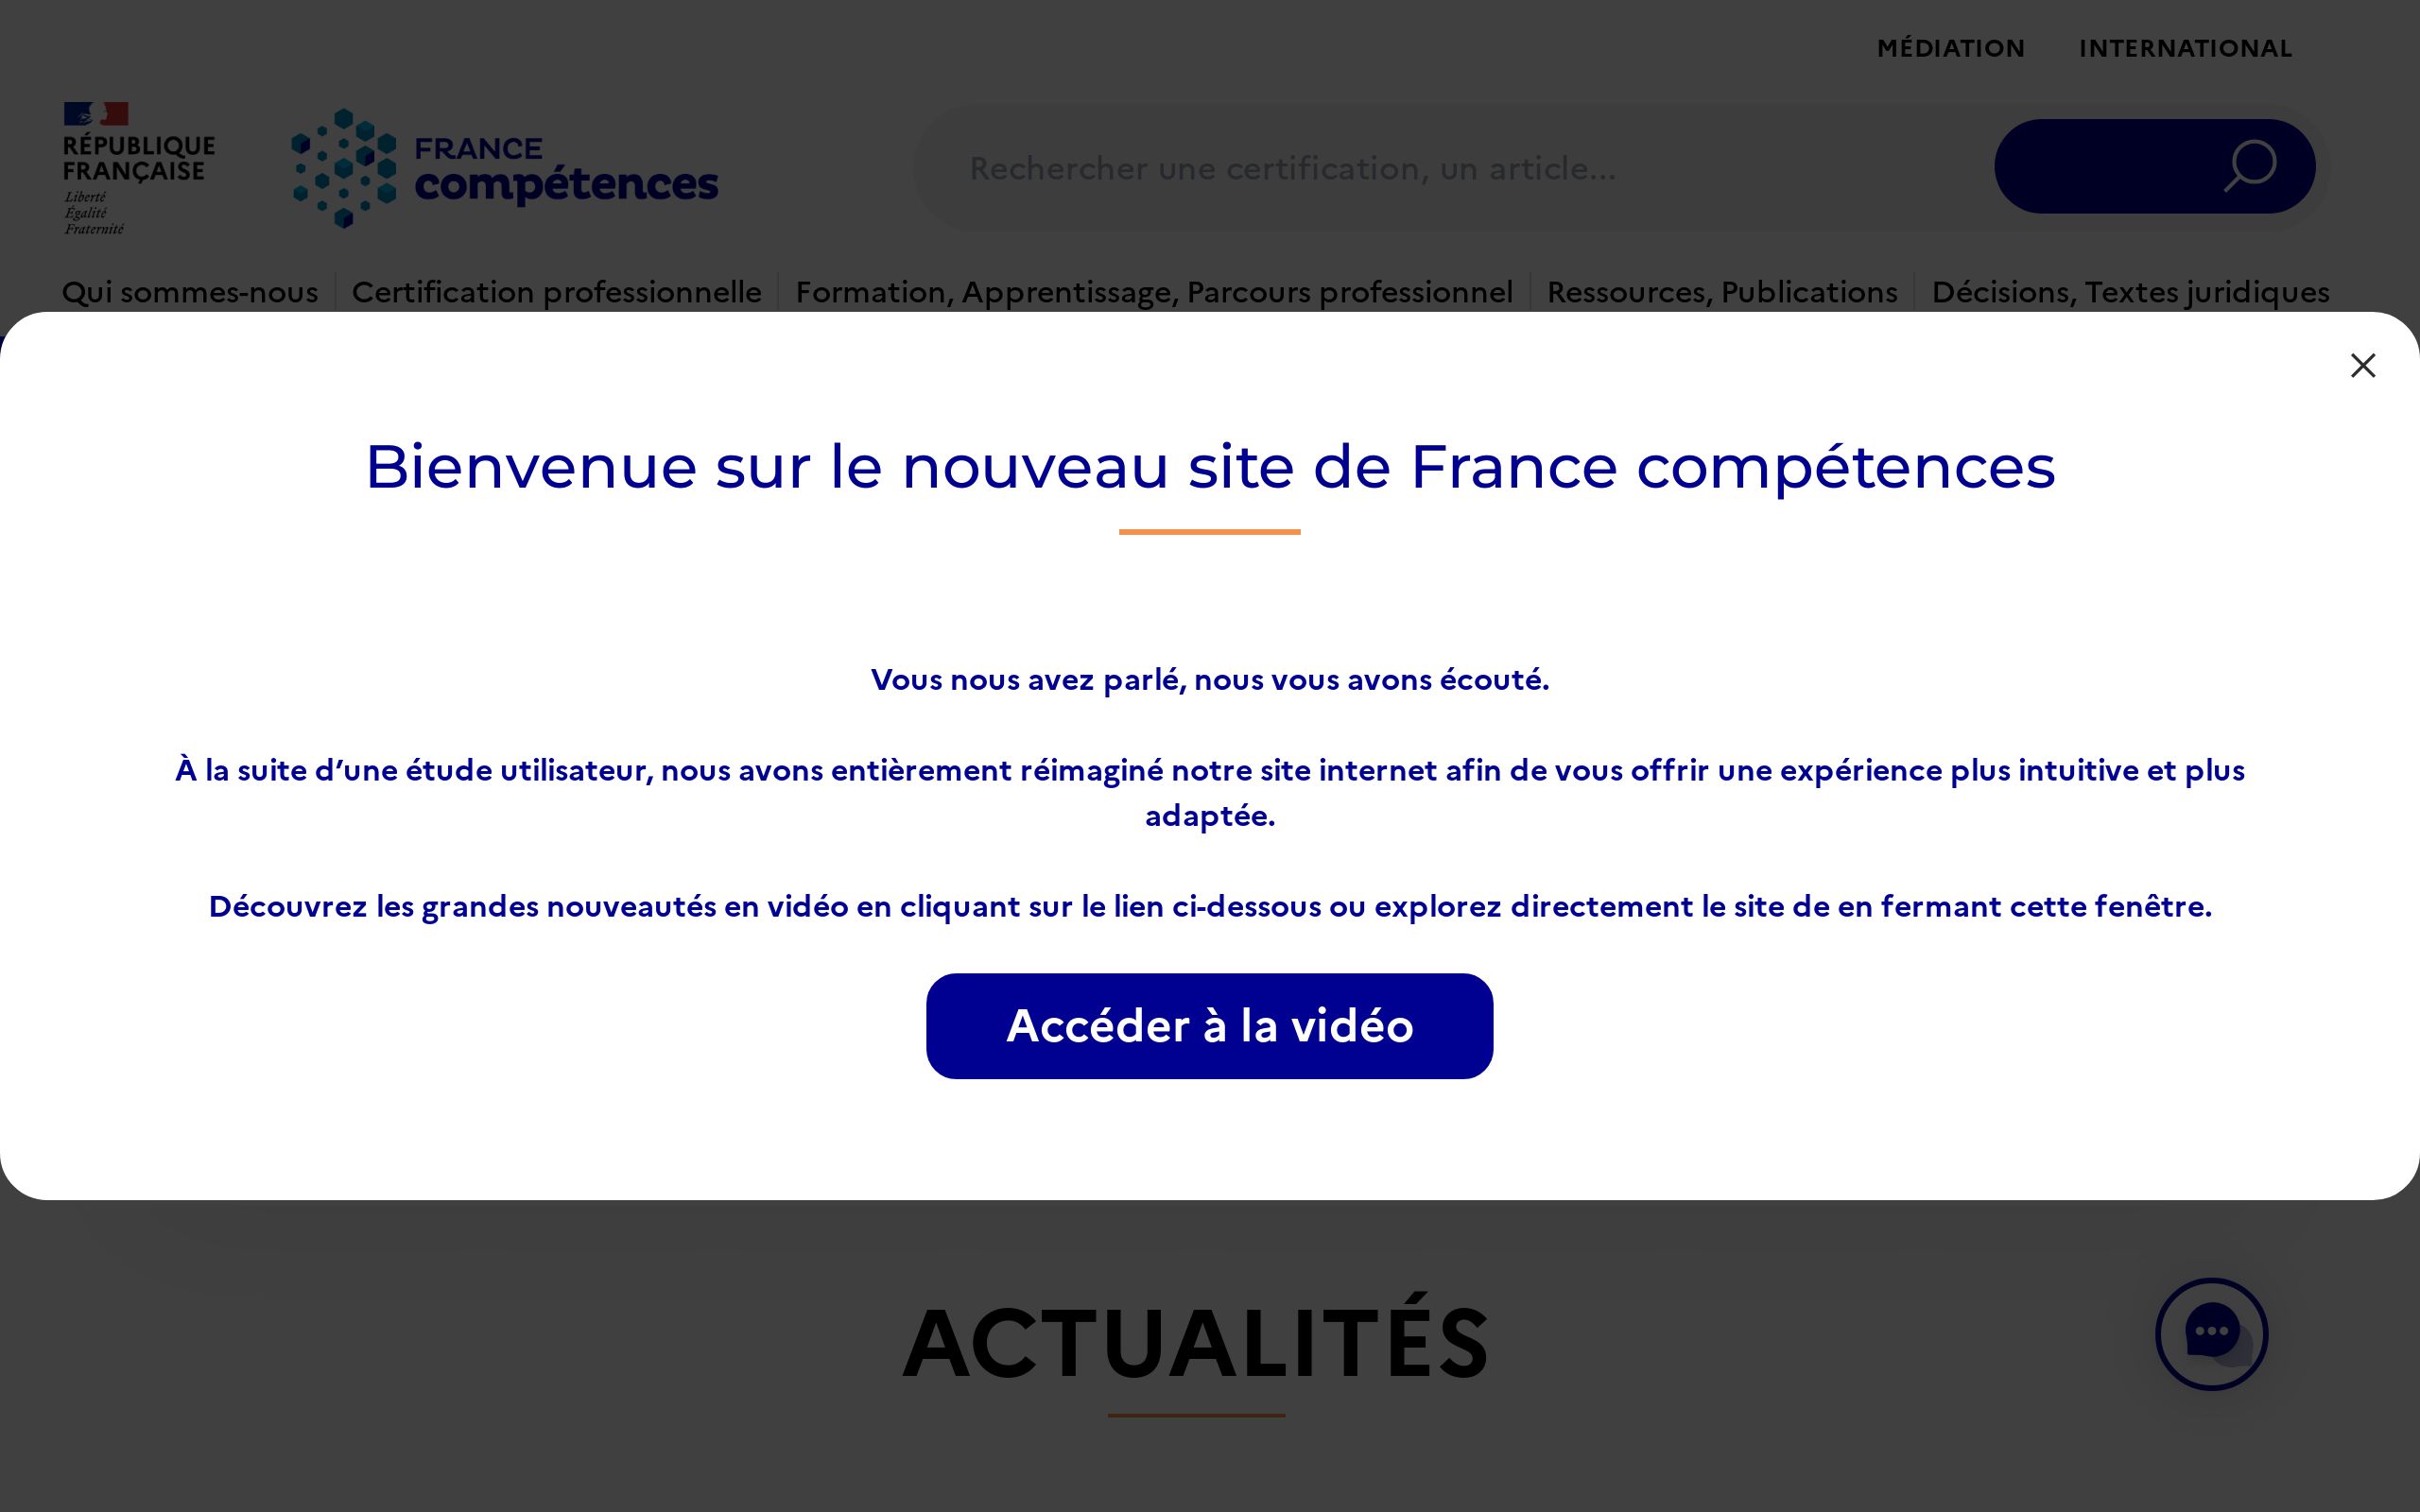 MÉDIATION INTERNATIONAL
RÉPUBLIQUE
FRANÇAISE
Liberté
Égalité
Fraternité
FRANCE
compétences
Rechercher une certification, un article...
Qui sommes-nous Certification professionnelle Formation, Apprentissage, Parcours professionnel Ressources, Publications Décisions, Textes juridiques
Bienvenue sur le nouveau site de France compétences
Vous nous avez parlé, nous vous avons écouté.
À la suite d’une étude utilisateur, nous avons entièrement réimaginé notre site internet afin de vous offrir une expérience plus intuitive et plus
adaptée.
Découvrez les grandes nouveautés en vidéo en cliquant sur le lien ci-dessous ou explorez directement le site de en fermant cette fenêtre.
Accéder à la vidéo
ACTUALITÉS